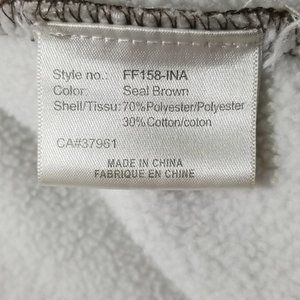 Style no.: FF158-INA
Color: Seal Brown
Shell/Tissu: 70%Polyester/Polyester
30%Cotton/coton
CA#37961
MADE IN CHINA
FABRIQUE EN CHINE